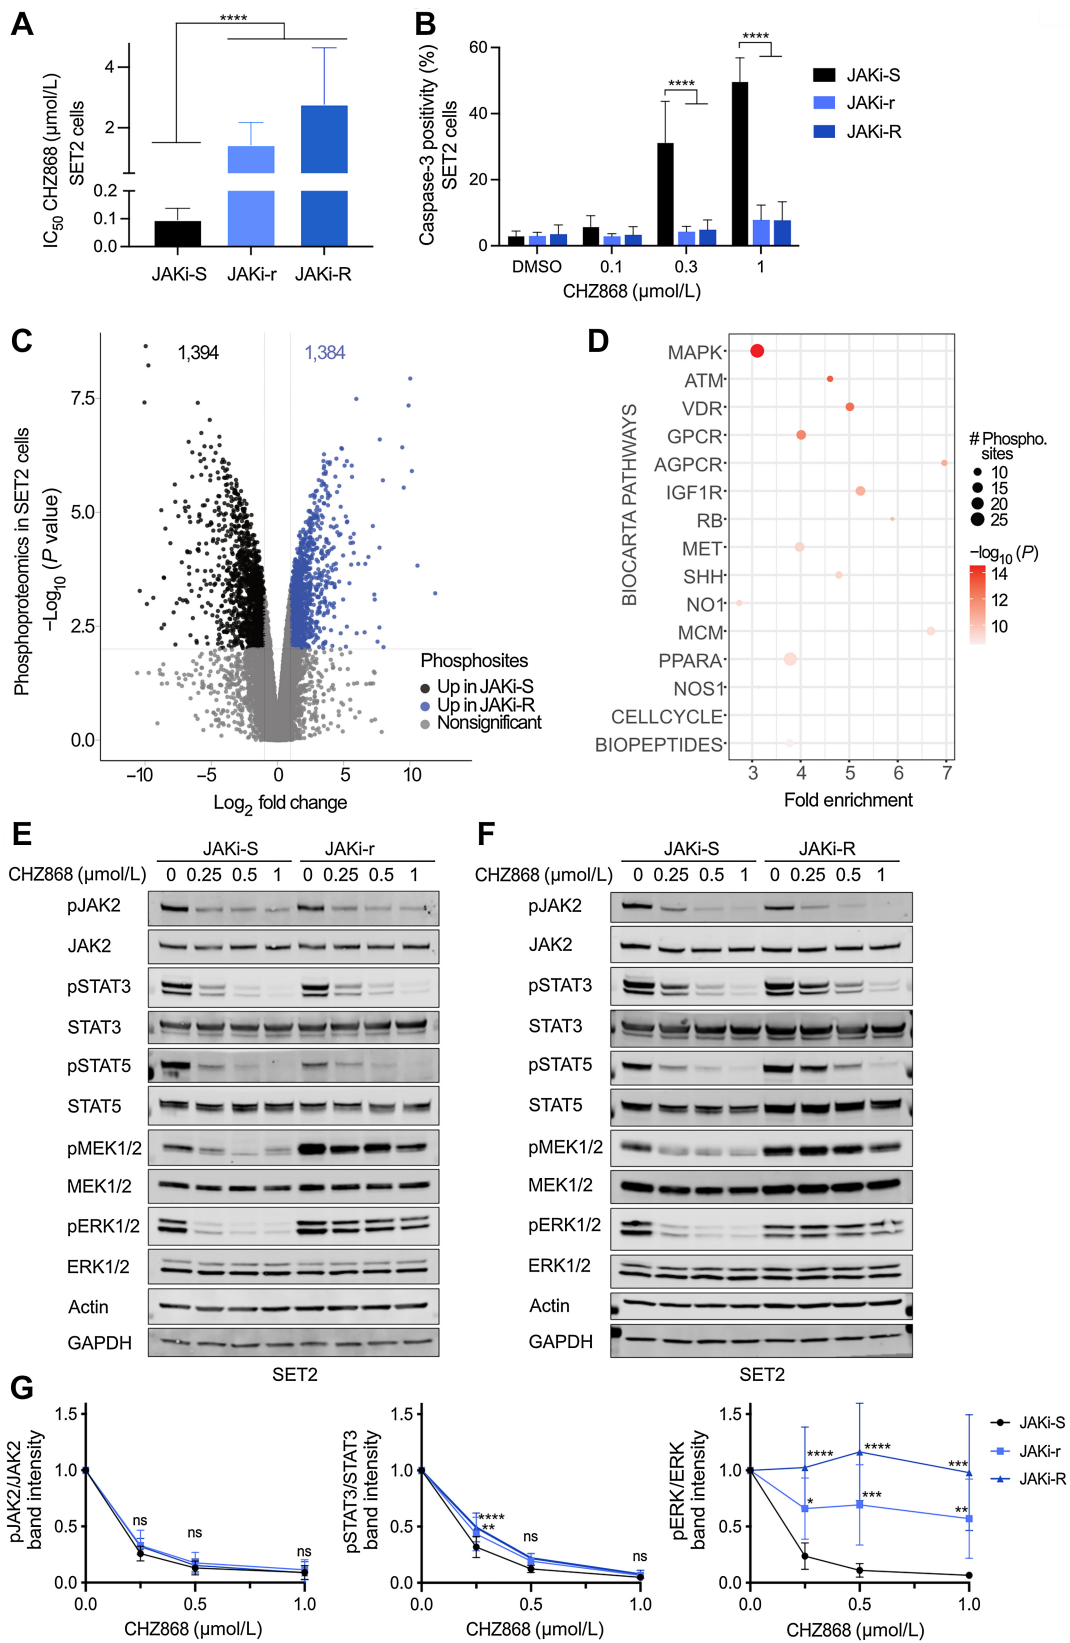 A
IC50 CHZ868 (µmol/L)
SET2 cells
****
4
2
0.2
0.1
0.0
JAKi-S JAKi-r JAKi-R
B
Caspase-3 positivity (%)
SET2 cells
60
40
20
0
****
****
DMSO 0.1 0.3 1
CHZ868 (µmol/L)
JAKi-S
JAKi-r
JAKi-R
C
Phosphoproteomics in SET2 cells
−Log10 (P value)
1,394 1,384
7.5
5.0
2.5
0.0
Phosphosites
Up in JAKi-S
Up in JAKi-R
Nonsignificant
−10 −5 0 5 10
Log2 fold change
D
BIOCARTA PATHWAYS
MAPK
ATM
VDR
GPCR
AGPCR
IGF1R
RB
MET
SHH
NO1
MCM
PPARA
NOS1
CELLCYCLE
BIOPEPTIDES
3 4 5 6 7
Fold enrichment
# Phospho.
sites
10
15
20
25
−log10 (P)
14
12
10
E
JAKi-S JAKi-r
CHZ868 (µmol/L) 0 0.25 0.5 1 0 0.25 0.5 1
pJAK2
JAK2
pSTAT3
STAT3
pSTAT5
STAT5
pMEK1/2
MEK1/2
pERK1/2
ERK1/2
Actin
GAPDH
SET2
F
JAKi-S JAKi-R
CHZ868 (µmol/L) 0 0.25 0.5 1 0 0.25 0.5 1
pJAK2
JAK2
pSTAT3
STAT3
pSTAT5
STAT5
pMEK1/2
MEK1/2
pERK1/2
ERK1/2
Actin
GAPDH
SET2
G
pJAK2/JAK2
band intensity
1.5
1.0
0.5
0.0
ns
ns
ns
0.0 0.5 1.0
CHZ868 (µmol/L)
pSTAT3/STAT3
band intensity
1.5
1.0
0.5
0.0
****
**
ns
ns
0.0 0.5 1.0
CHZ868 (µmol/L)
pERK/ERK
band intensity
1.5
1.0
0.5
0.0
****
****
***
*
***
**
0.0 0.5 1.0
CHZ868 (µmol/L)
JAKi-S
JAKi-r
JAKi-R